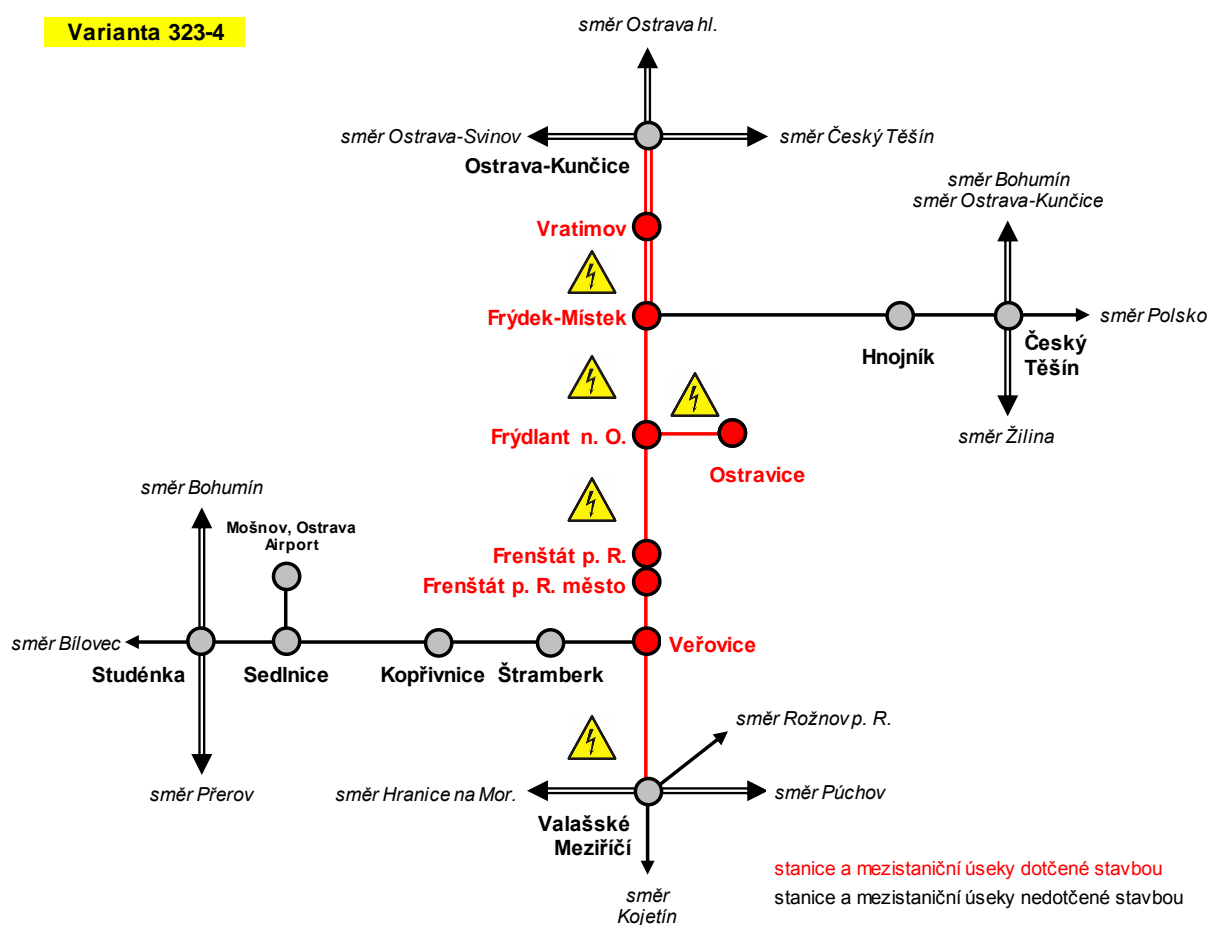 Varianta 323-4
směr Ostrava hl.
směr Ostrava-Svinov
směr Český Těšín
Ostrava-Kunčice
směr Bohumín
směr Ostrava-Kunčice
Vratimov
Frýdek-Místek
směr Polsko
Hnojník
Český
Těšín
Frýdlant n. O.
směr Žilina
Ostravice
směr Bohumín
Mošnov, Ostrava
Airport
Frenštát p. R.
Frenštát p. R. město
směr Bílovec
Veřovice
Studénka
Sedlnice
Kopřivnice
Štramberk
směr Rožnov p. R.
směr Přerov
směr Hranice na Mor.
směr Púchov
Valašské
Meziříčí
stanice a mezistaniční úseky dotčené stavbou
stanice a mezistaniční úseky nedotčené stavbou
směr
Kojetín